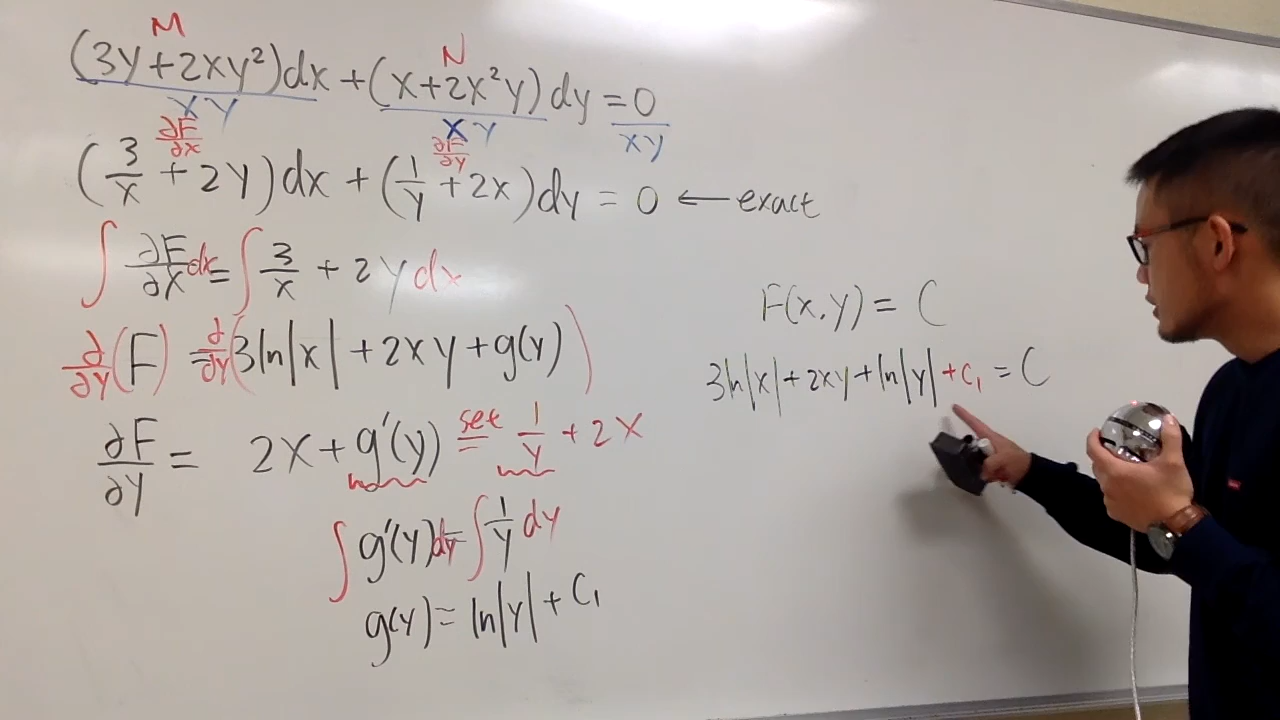 M N
(3y+2xy²)dx + (x+2x²y)dy = 0
xy xy xy
∂F/∂x ∂F/∂y
(3/x + 2y)dx + (1/y + 2x)dy = 0 ← exact
∫ ∂F/∂x dx = ∫ 3/x + 2y dx
∂/∂y (F) = ∂/∂y (3ln|x| + 2xy + g(y))
∂F/∂y = 2x + g'(y) set = 1/y + 2x
∫ g'(y) dy = ∫ 1/y dy
g(y) = ln|y| + C₁
F(x,y) = C
3ln|x| + 2xy + ln|y| + C₁ = C